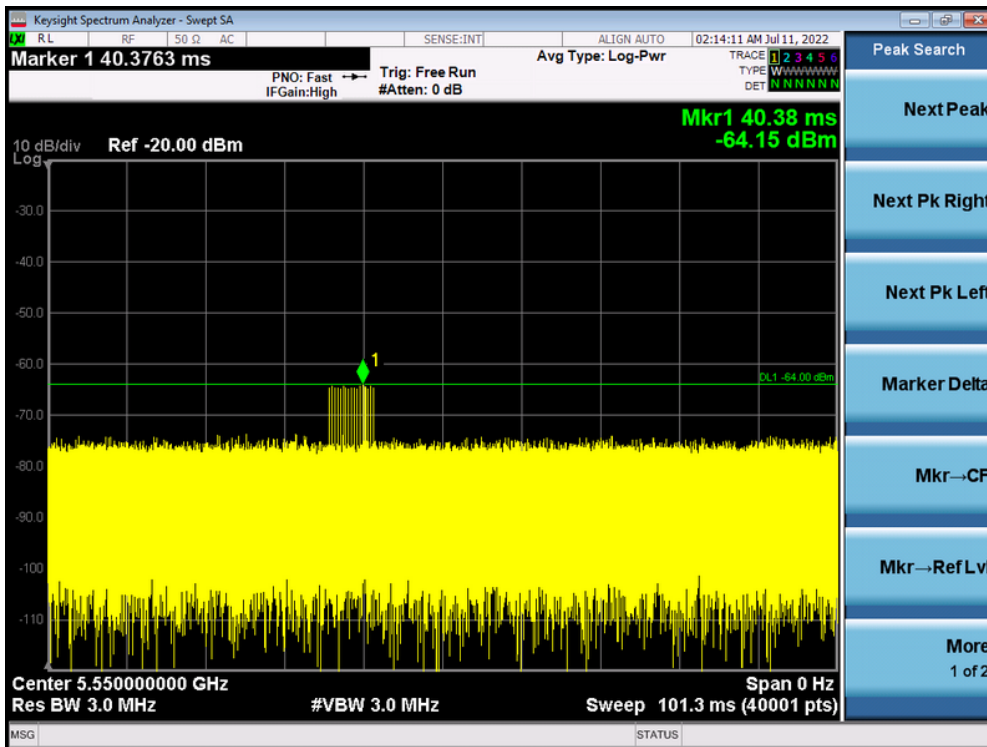 Keysight Spectrum Analyzer - Swept SA
LXI RL RF 50 Ω AC SENSE:INT ALIGN AUTO 02:14:11 AM Jul 11, 2022
Marker 1 40.3763 ms
PNO: Fast
IFGain:High
Trig: Free Run
#Atten: 0 dB
Avg Type: Log-Pwr
TRACE 1 2 3 4 5 6
TYPE W
DET N N N N N N
Peak Search
Mkr1 40.38 ms
-64.15 dBm
10 dB/div Ref -20.00 dBm
Log
-30.0
-40.0
-50.0
-60.0
1
DL1 -64.00 dBm
-70.0
-80.0
-90.0
-100
-110
Center 5.550000000 GHz Span 0 Hz
Res BW 3.0 MHz #VBW 3.0 MHz Sweep 101.3 ms (40001 pts)
MSG STATUS
Next Peak
Next Pk Right
Next Pk Left
Marker Delta
Mkr→CF
Mkr→Ref Lvl
More
1 of 2